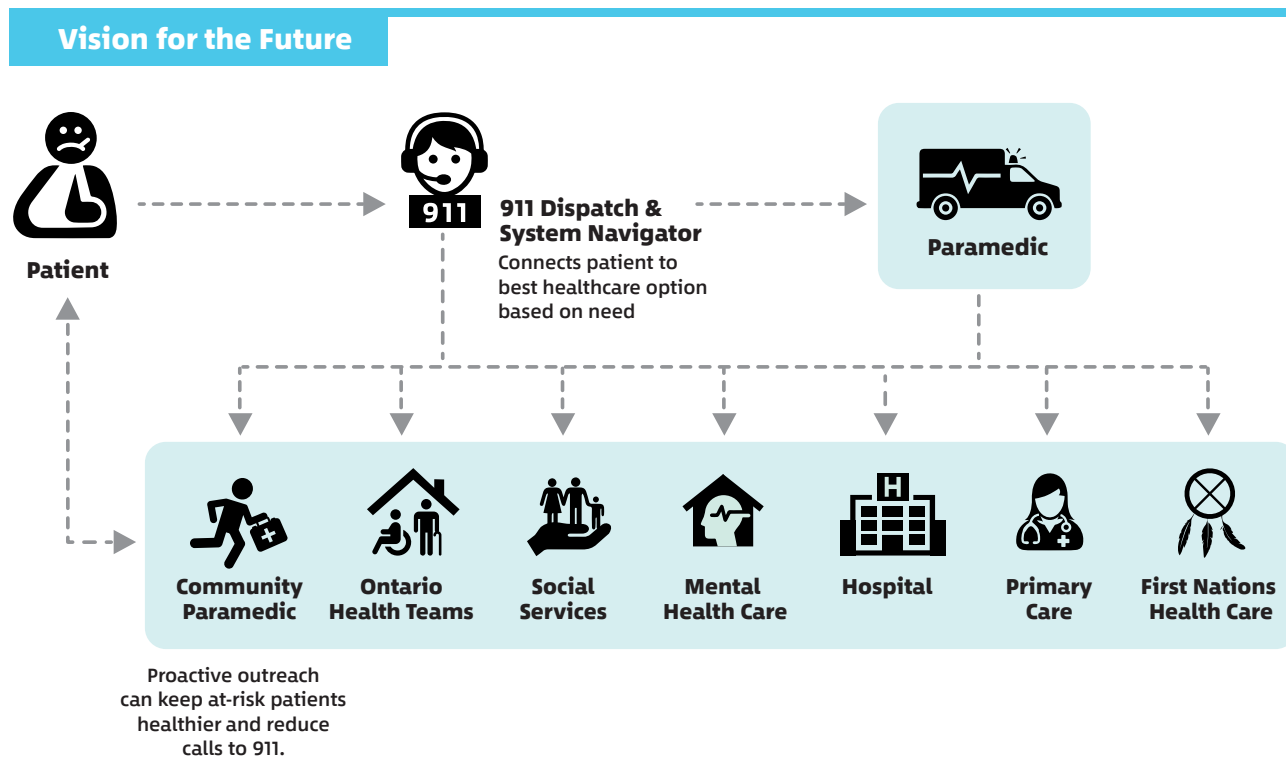 Vision for the Future
911
911 Dispatch &
System Navigator
Connects patient to
best healthcare option
based on need
Paramedic
Patient
Community
Paramedic
Ontario
Health Teams
Social
Services
Mental
Health Care
H
Hospital
Primary
Care
First Nations
Health Care
Proactive outreach
can keep at-risk patients
healthier and reduce
calls to 911.